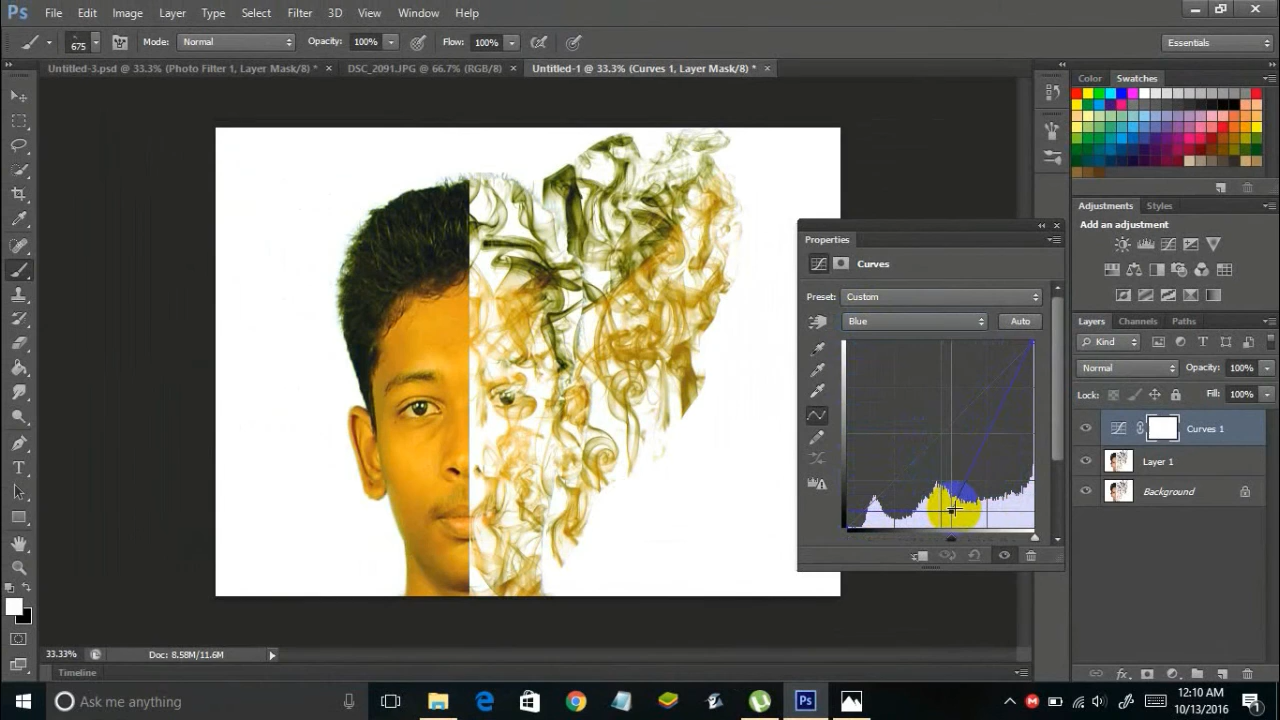 Ps File Edit Image Layer Type Select Filter 3D View Window Help
675 Mode: Normal Opacity: 100% Flow: 100% Essentials
Untitled-3.psd @ 33.3% (Photo Filter 1, Layer Mask/8) * × DSC_2091.JPG @ 66.7% (RGB/8) × Untitled-1 @ 33.3% (Curves 1, Layer Mask/8) * ×
Color Swatches
Adjustments Styles
Add an adjustment
Properties
Curves
Preset: Custom
Blue Auto
Layers Channels Paths
Kind
Normal Opacity: 100%
Lock: Fill: 100%
Curves 1
Layer 1
Background
33.33% Doc: 8.58M/11.6M
Timeline
Ask me anything
Ps
12:10 AM
10/13/2016
1